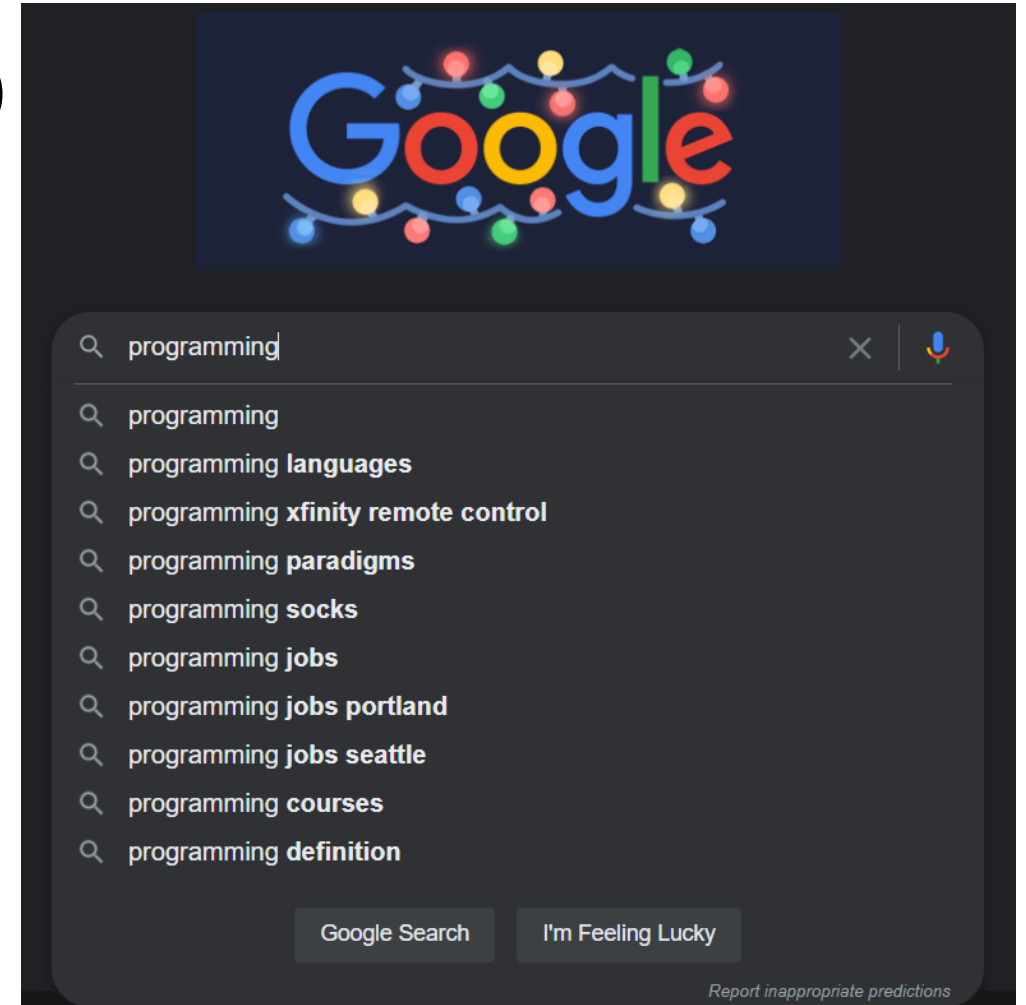 )
Google
programming
programming
programming languages
programming xfinity remote control
programming paradigms
programming socks
programming jobs
programming jobs portland
programming jobs seattle
programming courses
programming definition
Google Search I'm Feeling Lucky
Report inappropriate predictions